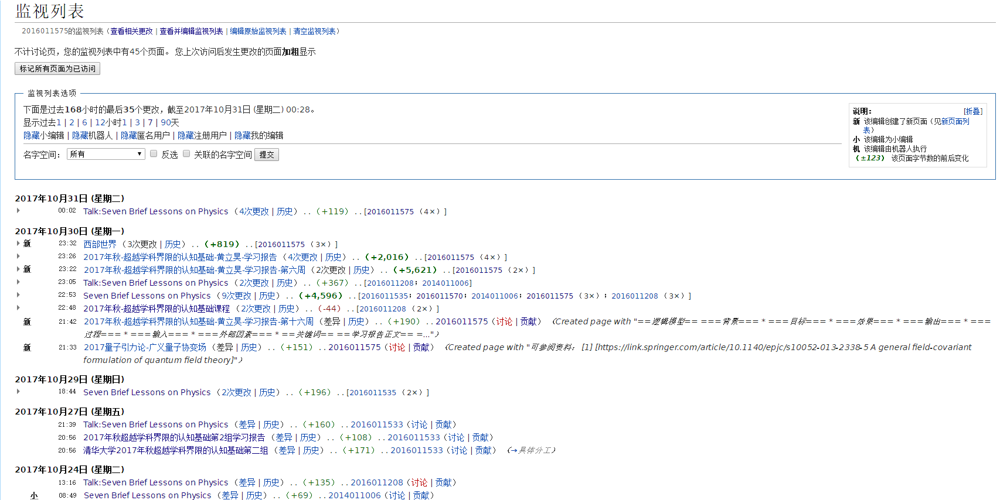 监视列表
2016011575的监视列表（查看相关更改 | 查看并编辑监视列表 | 编辑原始监视列表 | 清空监视列表）
不计讨论页，您的监视列表中有45个页面。 您上次访问后发生更改的页面加粗显示
标记所有页面为已访问
监视列表选项
下面是过去168小时的最后35个更改，截至2017年10月31日 (星期二) 00:28。
显示过去1 | 2 | 6 | 12小时1 | 3 | 7 | 90天
隐藏小编辑 | 隐藏机器人 | 隐藏匿名用户 | 隐藏注册用户 | 隐藏我的编辑
名字空间： 所有 反选 关联的名字空间 提交
说明： [折叠]
新 该编辑创建了新页面（见新页面列
表）
小 该编辑为小编辑
机 该编辑由机器人执行
（±123） 该页面字节数的前后变化
2017年10月31日 (星期二)
00:02 Talk:Seven Brief Lessons on Physics （4次更改 | 历史） . . （+119） . . [2016011575 （4×）]
2017年10月30日 (星期一)
新 23:32 西部世界 （3次更改 | 历史） . . （+819） . . [2016011575 （3×）]
23:26 2017年秋-超越学科界限的认知基础-黄立昊-学习报告 （4次更改 | 历史） . . （+2,016） . . [2016011575 （4×）]
新 23:22 2017年秋-超越学科界限的认知基础-黄立昊-学习报告-第六周 （2次更改 | 历史） . . （+5,621） . . [2016011575 （2×）]
23:05 Talk:Seven Brief Lessons on Physics （2次更改 | 历史） . . （+367） . . [2016011208； 2014011006]
22:53 Seven Brief Lessons on Physics （9次更改 | 历史） . . （+4,596） . . [2016011535； 2016011570； 2014011006； 2016011575 （3×）； 2016011208 （3×）]
22:48 2017年秋-超越学科界限的认知基础课程 （2次更改 | 历史） . . （-44） . . [2016011208 （2×）]
新 21:42 2017年秋-超越学科界限的认知基础-黄立昊-学习报告-第十六周 （差异 | 历史） . . （+190） . . 2016011575（讨论 | 贡献） （Created page with "==逻辑模型== ===背景=== * ===目标=== * ===效果=== * ===输出=== * ===
过程=== * ===输入=== * ===外部因素=== * ==关键词== ==学习报告正文== =..."）
新 21:33 2017量子引力论-广义量子协变场 （差异 | 历史） . . （+151） . . 2016011575（讨论 | 贡献） （Created page with "可参阅资料： [1] [https://link.springer.com/article/10.1140/epjc/s10052-013-2338-5 A general field-covariant
formulation of quantum field theory]"）
2017年10月29日 (星期日)
18:44 Seven Brief Lessons on Physics （2次更改 | 历史） . . （+196） . . [2016011535 （2×）]
2017年10月27日 (星期五)
21:39 Talk:Seven Brief Lessons on Physics （差异 | 历史） . . （+160） . . 2016011533（讨论 | 贡献）
20:56 2017年秋超越学科界限的认知基础第2组学习报告 （差异 | 历史） . . （+108） . . 2016011533（讨论 | 贡献）
20:56 清华大学2017年秋超越学科界限的认知基础第二组 （差异 | 历史） . . （+171） . . 2016011533（讨论 | 贡献） （→具体分工）
2017年10月24日 (星期二)
13:16 Talk:Seven Brief Lessons on Physics （差异 | 历史） . . （+135） . . 2016011208（讨论 | 贡献）
小 08:49 Seven Brief Lessons on Physics （差异 | 历史） . . （+69） . . 2014011006（讨论 | 贡献）